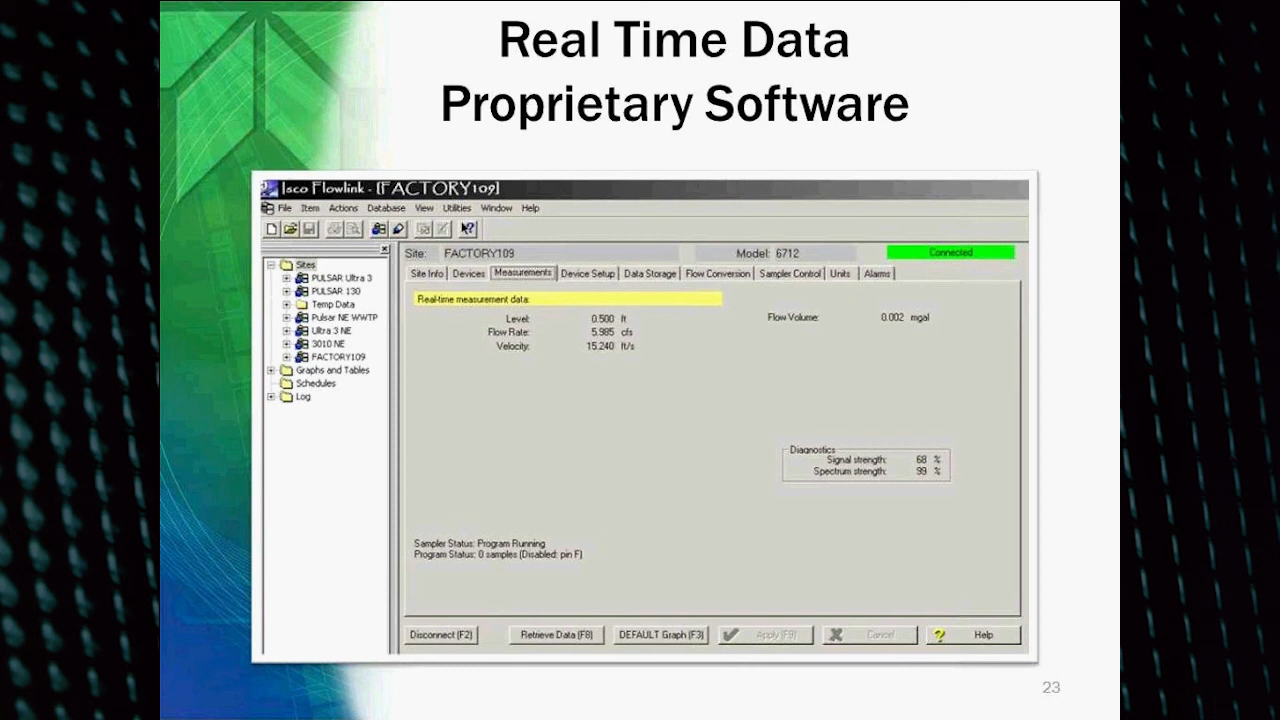 Real Time Data
Proprietary Software
Isco Flowlink - [FACTORY109]
File Item Actions Database View Utilities Window Help
Site: FACTORY109 Model: 6712 Connected
Site Info Devices Measurements Device Setup Data Storage Flow Conversion Sampler Control Units Alarms
Sites
PULSAR Ultra 3
PULSAR 130
Temp Data
Pulsar NE WWTP
Ultra 3 NE
3010 NE
FACTORY109
Graphs and Tables
Schedules
Log
Real-time measurement data:
Level: 0.500 ft
Flow Rate: 5.985 cfs
Velocity: 15.240 ft/s
Flow Volume: 0.002 mgal
Diagnostics
Signal strength: 68 %
Spectrum strength: 99 %
Sampler Status: Program Running
Program Status: 0 samples (Disabled: pin F)
Disconnect (F2) Retrieve Data (F8) DEFAULT Graph (F3) Apply (F9) Cancel Help
23